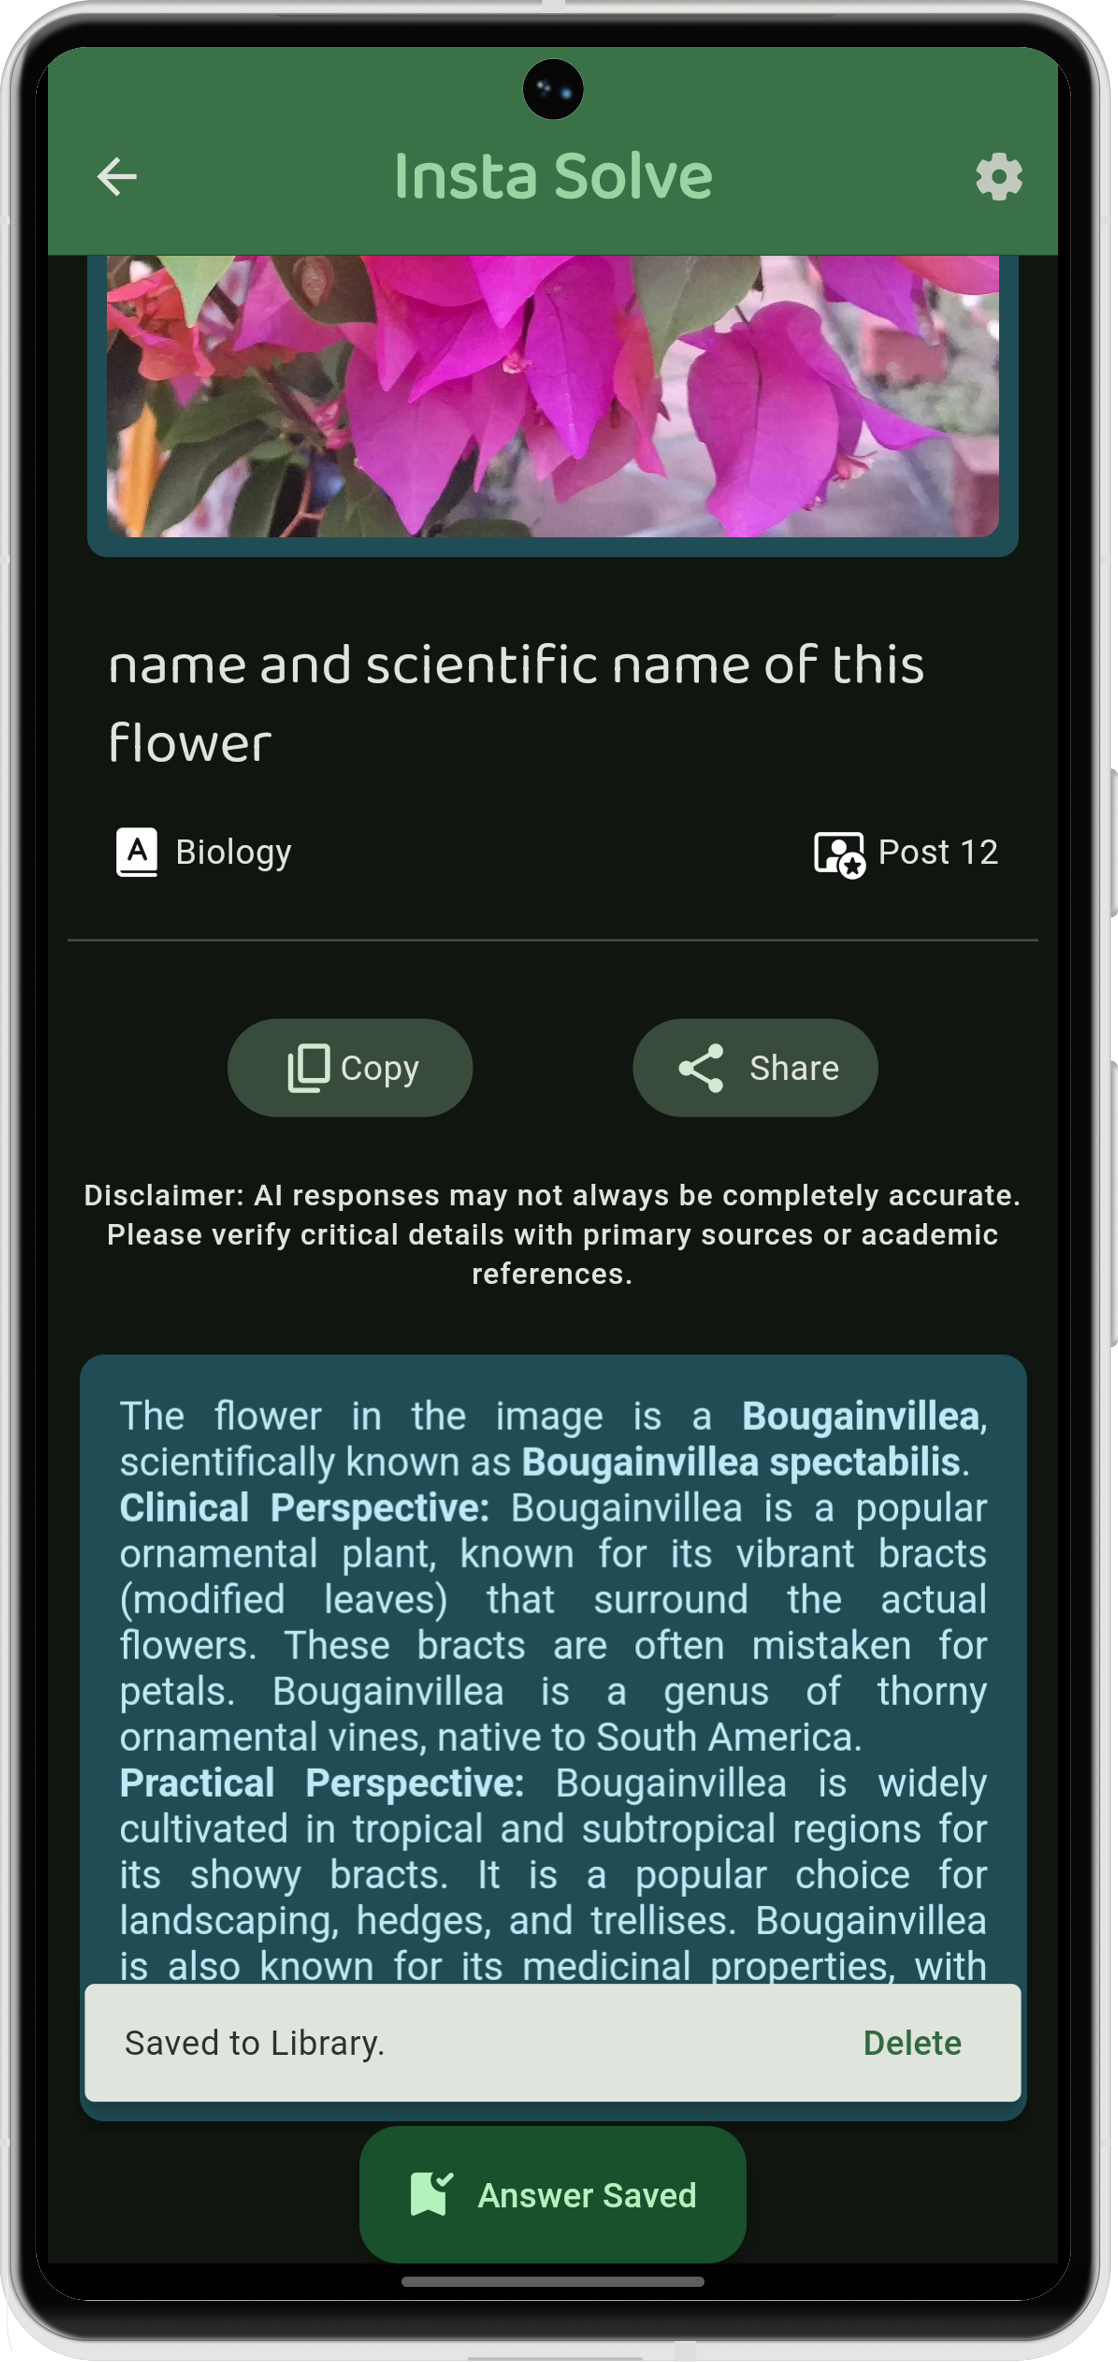 Insta Solve
name and scientific name of this
flower
A
Biology
Post 12
Copy
Share
Disclaimer: AI responses may not always be completely accurate.
Please verify critical details with primary sources or academic
references.
The flower in the image is a Bougainvillea,
scientifically known as Bougainvillea spectabilis.
Clinical Perspective: Bougainvillea is a popular
ornamental plant, known for its vibrant bracts
(modified leaves) that surround the actual
flowers. These bracts are often mistaken for
petals. Bougainvillea is a genus of thorny
ornamental vines, native to South America.
Practical Perspective: Bougainvillea is widely
cultivated in tropical and subtropical regions for
its showy bracts. It is a popular choice for
landscaping, hedges, and trellises. Bougainvillea
is also known for its medicinal properties, with
Saved to Library.
Delete
Answer Saved